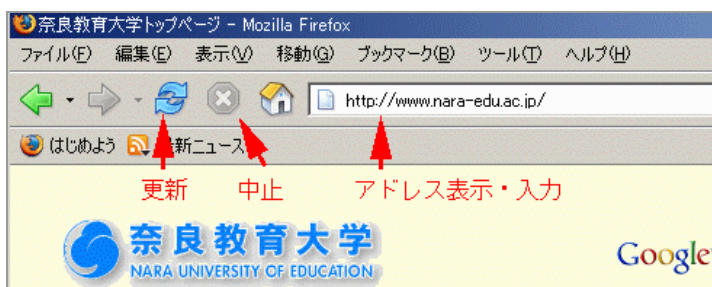 奈良教育大学トップページ - Mozilla Firefox
ファイル(F) 編集(E) 表示(V) 移動(G) ブックマーク(B) ツール(T) ヘルプ(H)
http://www.nara-edu.ac.jp/
はじめよう 新ニュース
更新 中止 アドレス表示・入力
奈良教育大学
NARA UNIVERSITY OF EDUCATION
Google